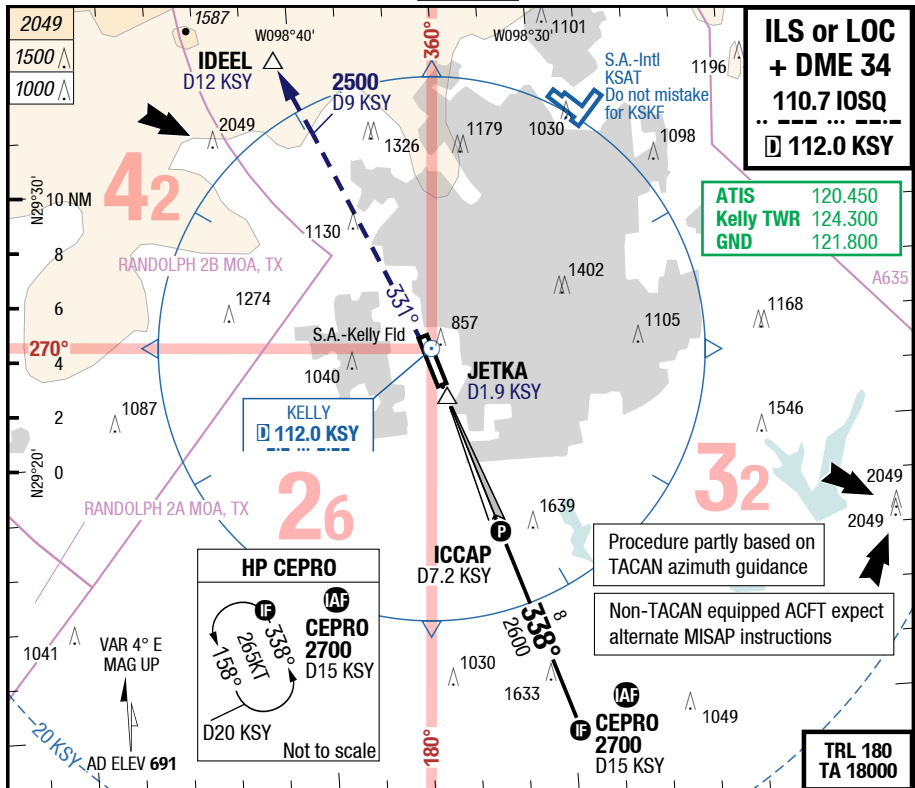 2049
1500
1000
1587
IDEEL
D12 KSY
W098°40'
2500
D9 KSY
360°
W098°30'
1101
S.A.-Intl
KSAT
Do not mistake
for KSKF
1196
ILS or LOC
+ DME 34
110.7 IOSQ
.. --- ... --.-
D 112.0 KSY
2049
1326
1179
1030
1098
N29°30'
10 NM
42
ATIS 120.450
Kelly TWR 124.300
GND 121.800
1130
8
RANDOLPH 2B MOA, TX
1402
A635
331°
6
1274
1168
S.A.-Kelly Fld
857
1105
270°
4
1040
JETKA
D1.9 KSY
1087
2
KELLY
D 112.0 KSY
-.- ... -.--
1546
N29°20'
0
26
32
2049
RANDOLPH 2A MOA, TX
1639
2049
ICCAP
D7.2 KSY
P
Procedure partly based on
TACAN azimuth guidance
HP CEPRO
IF
IAF
CEPRO
2700
D15 KSY
338°
265KT
158°
D20 KSY
Not to scale
338°
8
2600
Non-TACAN equipped ACFT expect
alternate MISAP instructions
1041
VAR 4° E
MAG UP
1030
1633
1049
IAF
IF
CEPRO
2700
D15 KSY
180°
20 KSY
AD ELEV 691
TRL 180
TA 18000